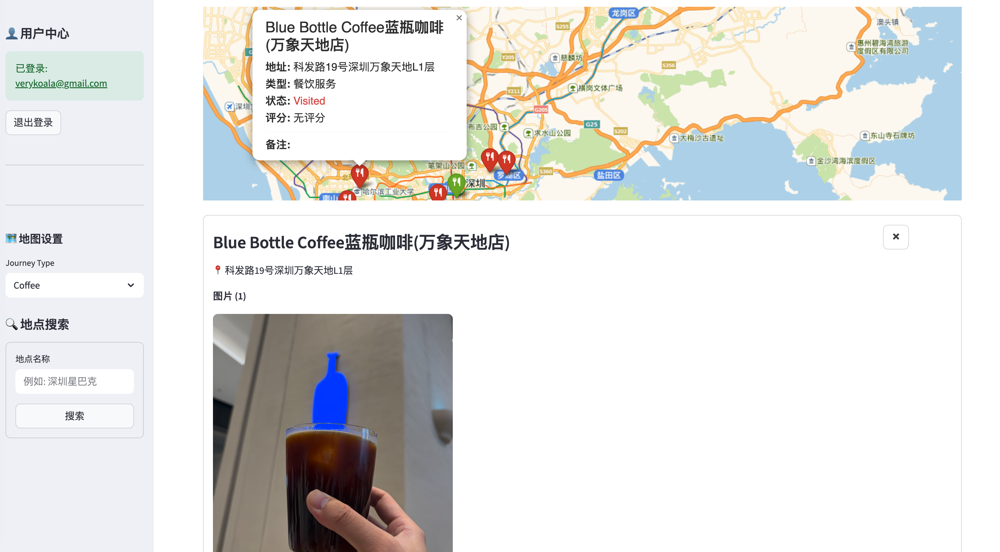 用户中心
已登录:
verykoala@gmail.com
退出登录
地图设置
Journey Type
Coffee
地点搜索
地点名称
例如: 深圳星巴克
搜索
Blue Bottle Coffee蓝瓶咖啡
(万象天地店)
地址: 科发路19号深圳万象天地L1层
类型: 餐饮服务
状态: Visited
评分: 无评分
备注:
龙岗区
澳头镇
S255
惠州碧海湾旅游
度假区有限公司
Y205
慈麟坊
S356
横岗文体广场
Y211
G205
布吉公园
G25
求水山公园
S202
大梅沙古遗址
东山寺石牌坊
金沙湾海滨度假区
笔架山公园
S360
罗湖区
盐田区
深圳
哈尔滨工业大学
南山
Blue Bottle Coffee蓝瓶咖啡(万象天地店)
科发路19号深圳万象天地L1层
图片 (1)